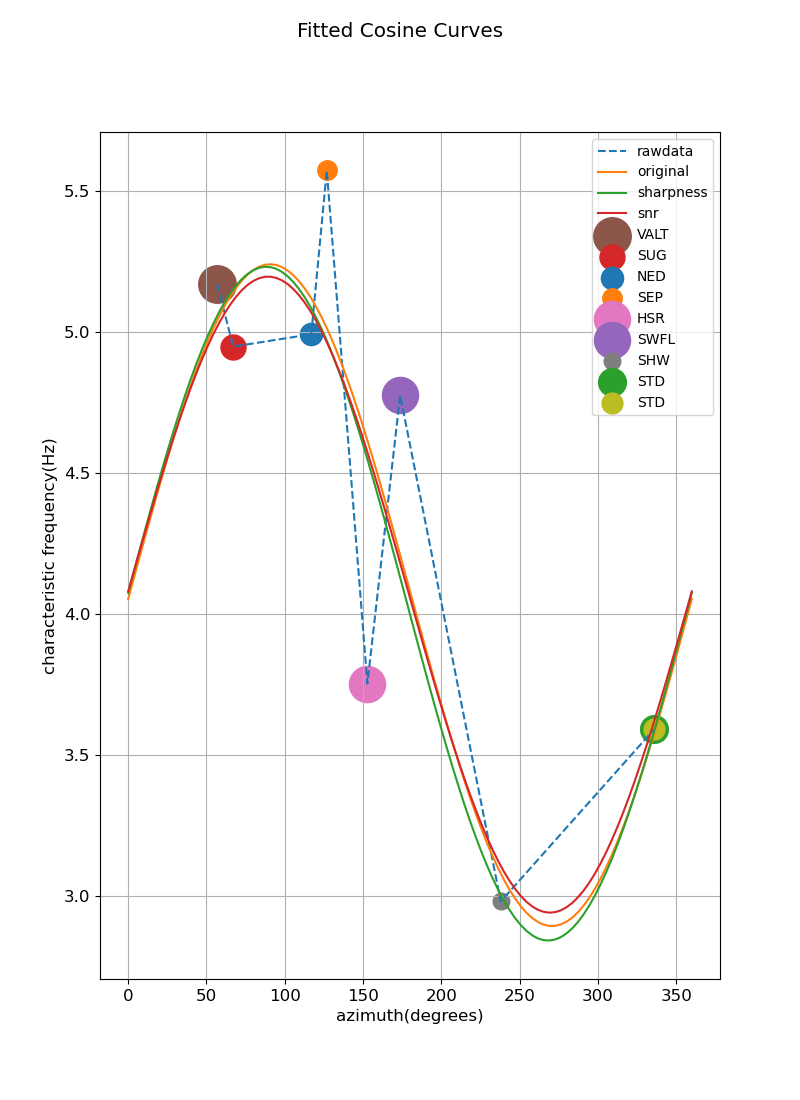 Fitted Cosine Curves
rawdata
original
sharpness
snr
VALT
SUG
NED
SEP
HSR
SWFL
SHW
STD
STD
5.5
5.0
4.5
4.0
3.5
3.0
characteristic frequency(Hz)
0 50 100 150 200 250 300 350
azimuth(degrees)